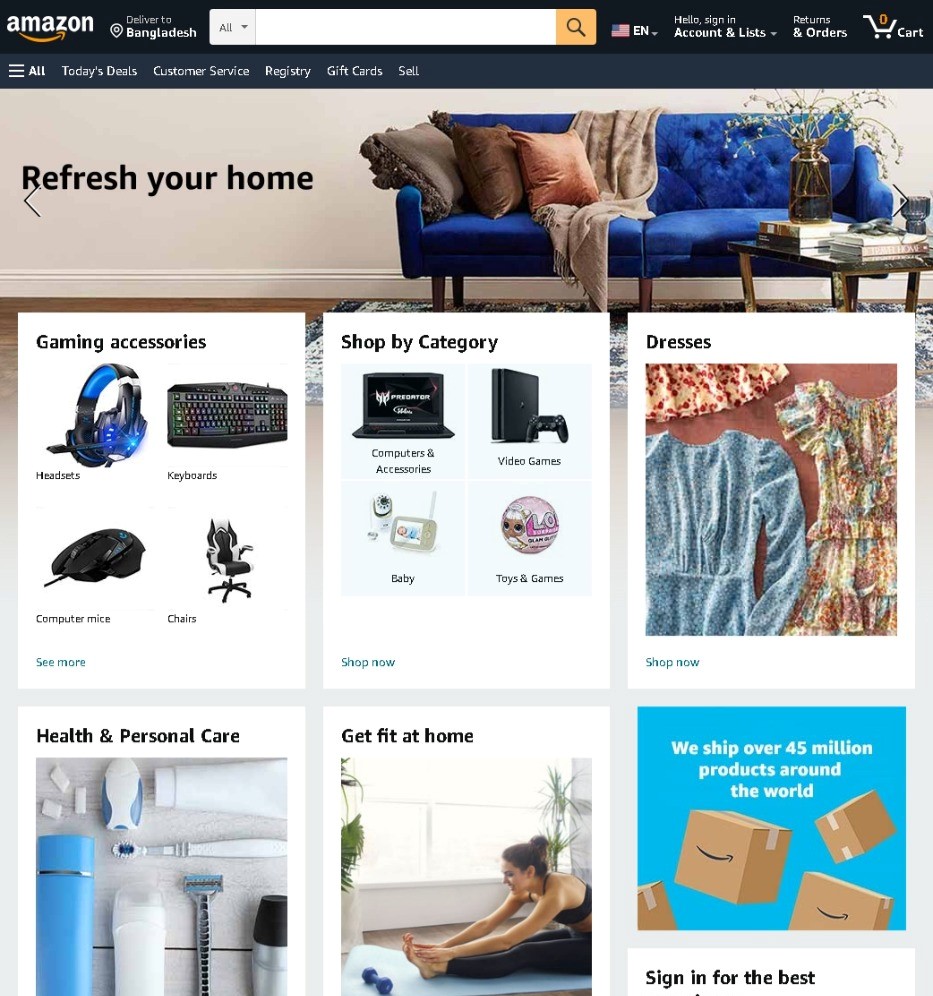 amazon
Deliver to
Bangladesh
All
EN
Hello, sign in
Account & Lists
Returns
& Orders
0
Cart
All
Today's Deals
Customer Service
Registry
Gift Cards
Sell
Refresh your home
Gaming accessories
Headsets
Keyboards
Computer mice
Chairs
See more
Shop by Category
PREDATOR
Computers &
Accessories
Video Games
Baby
Toys & Games
Shop now
Dresses
Shop now
Health & Personal Care
Get fit at home
We ship over 45 million
products around
the world
Sign in for the best